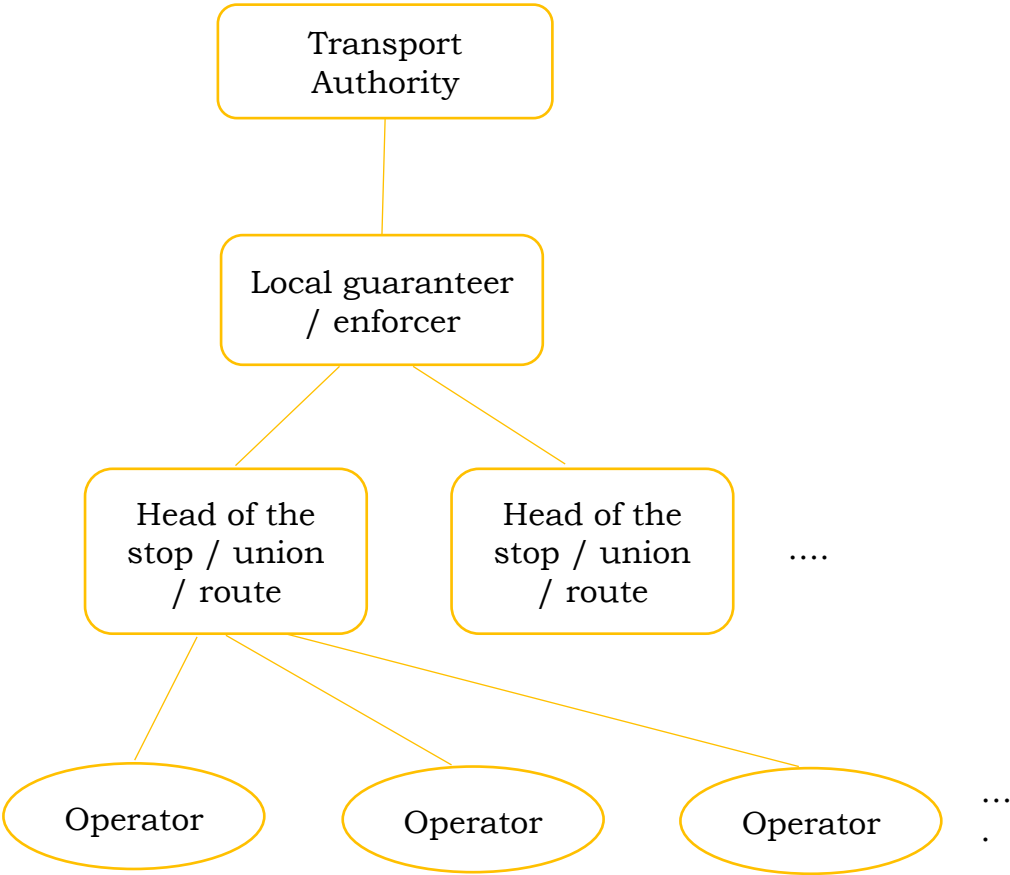 Transport
Authority
Local guaranteer
/ enforcer
Head of the
stop / union
/ route
Head of the
stop / union
/ route
....
Operator
Operator
Operator
...
.